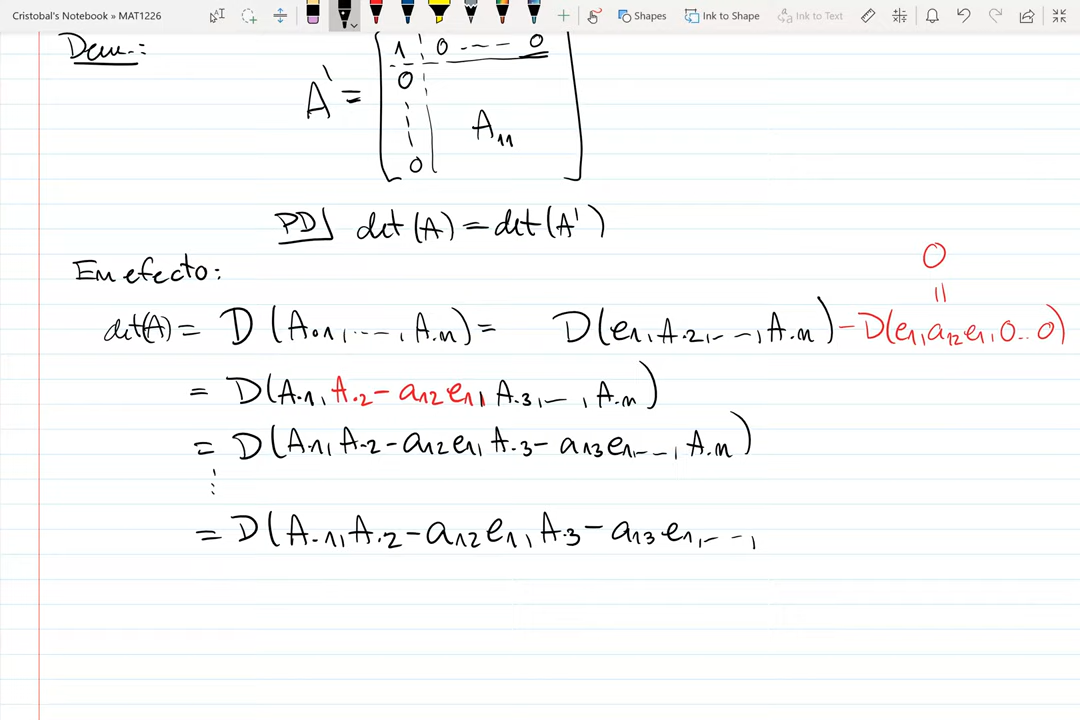 Cristobal's Notebook » MAT1226
Shapes
Ink to Shape
Ink to Text
Dem.:
A' = [ 1 0 ---- 0
0
A11
0 ]
PD) det(A) = det(A')
En efecto:
0
=
det(A) = D(A.1, ..., A.n) = D(e1, A.2, --, A.n) - D(e1, a12e1, 0..0)
= D(A.1, A.2 - a12e1, A.3, --, A.n)
= D(A.1, A.2 - a12e1, A.3 - a13e1, --, A.n)
⋮
= D(A.1, A.2 - a12e1, A.3 - a13e1, ---,